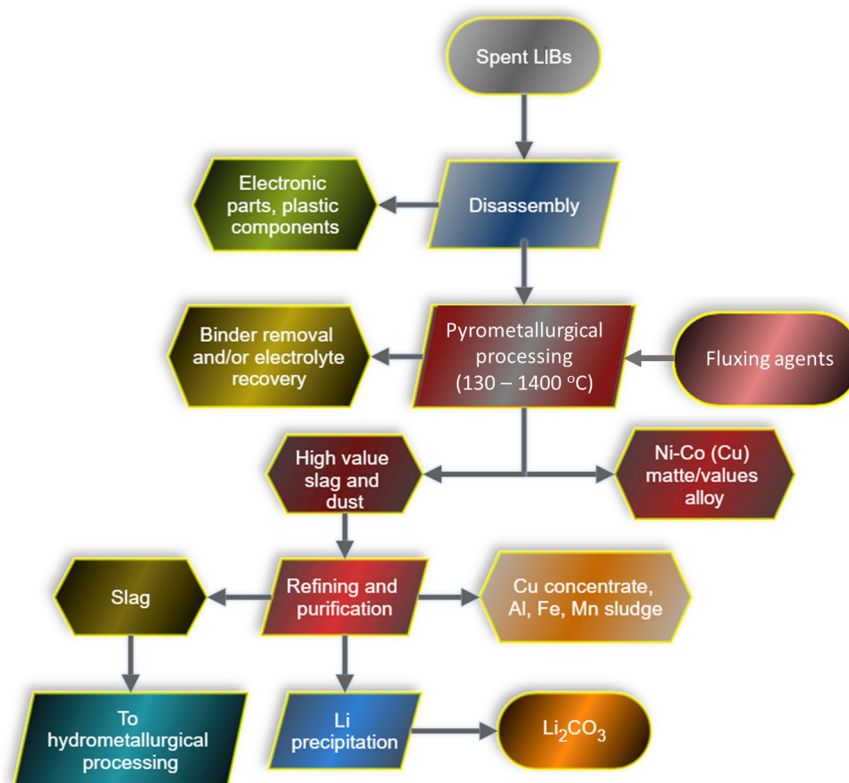 Spent LIBs
Electronic
parts, plastic
components
Disassembly
Binder removal
and/or electrolyte
recovery
Pyrometallurgical
processing
(130 – 1400 °C)
Fluxing agents
High value
slag and
dust
Ni-Co (Cu)
matte/values
alloy
Slag
Refining and
purification
Cu concentrate,
Al, Fe, Mn sludge
To
hydrometallurgical
processing
Li
precipitation
Li₂CO₃